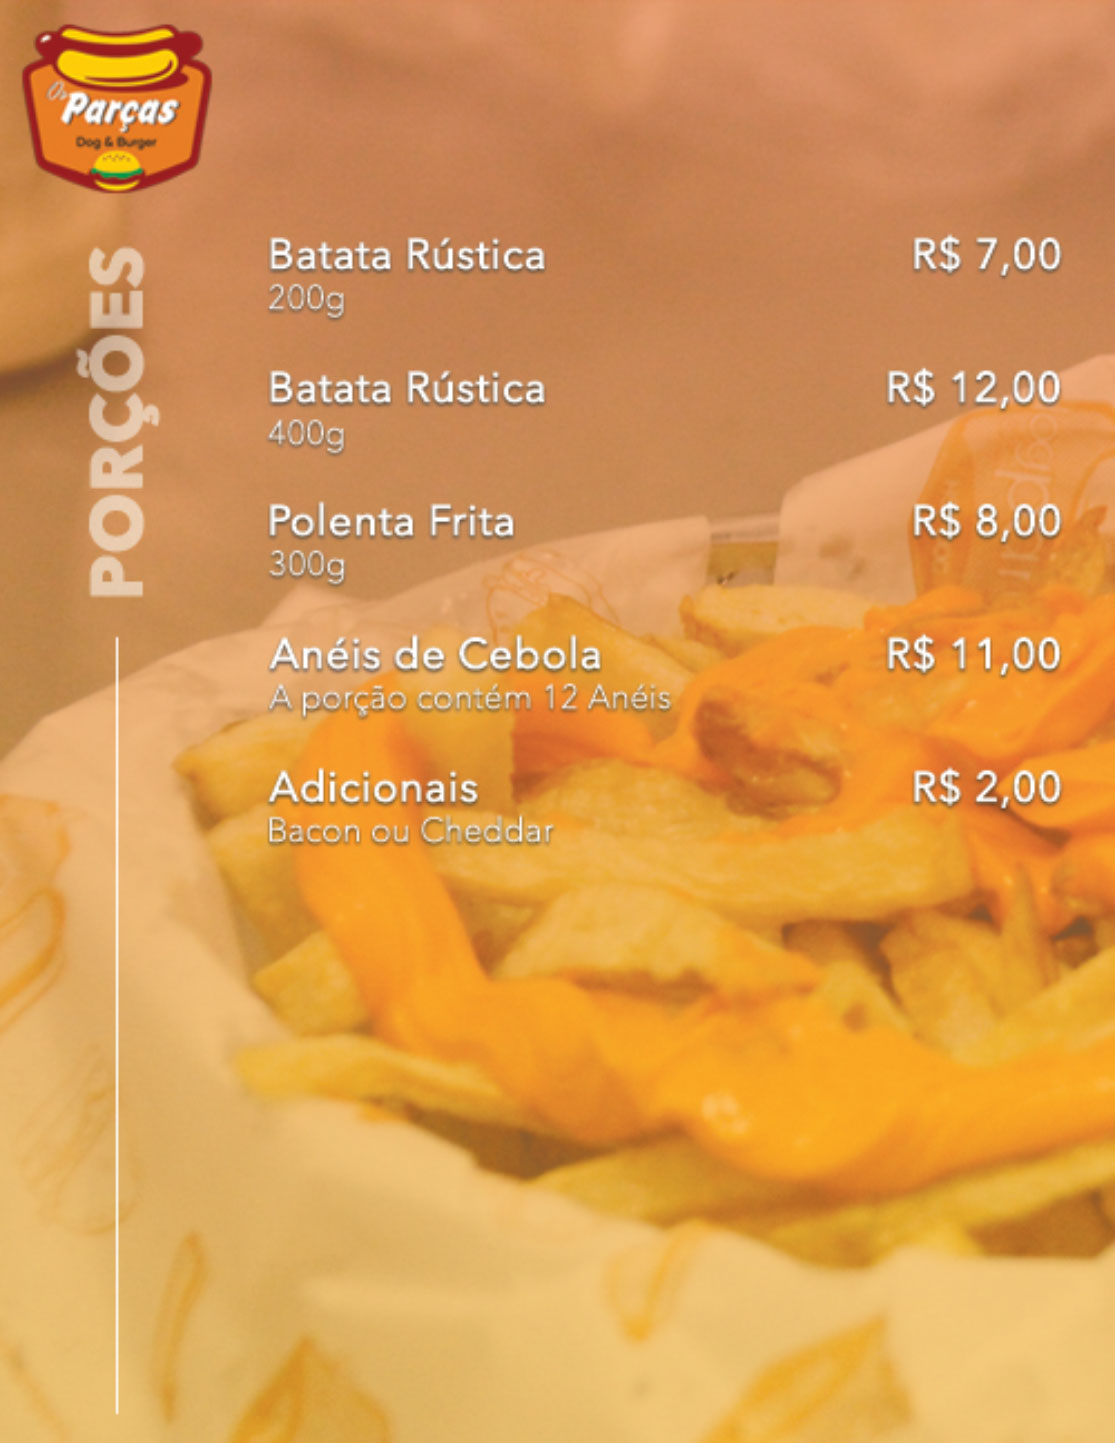 Os
Parças
Dog & Burger
PORÇÕES
Batata Rústica R$ 7,00
200g
Batata Rústica R$ 12,00
400g
Polenta Frita R$ 8,00
300g
Anéis de Cebola R$ 11,00
A porção contém 12 Anéis
Adicionais R$ 2,00
Bacon ou Cheddar